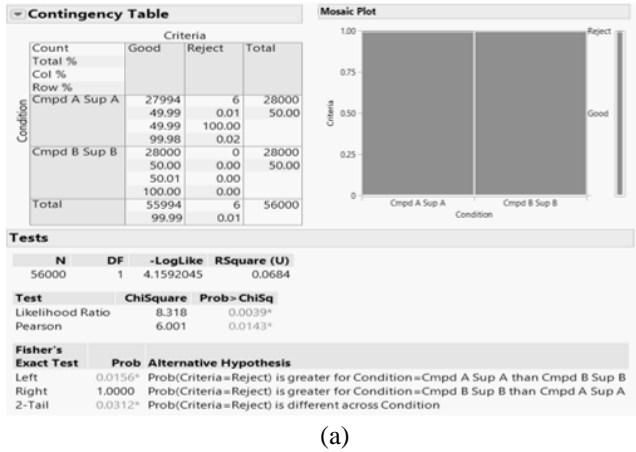 Contingency Table
Criteria
Count Good Reject Total
Total %
Col %
Row %
Condition
Cmpd A Sup A 27994 6 28000
49.99 0.01 50.00
49.99 100.00
99.98 0.02
Cmpd B Sup B 28000 0 28000
50.00 0.00 50.00
50.01 0.00
100.00 0.00
Total 55994 6 56000
99.99 0.01
Mosaic Plot
1.00
0.75
0.50
0.25
0
Criteria
Reject
Good
Cmpd A Sup A Cmpd B Sup B
Condition
Tests
N DF -LogLike RSquare (U)
56000 1 4.1592045 0.0684
Test ChiSquare Prob>ChiSq
Likelihood Ratio 8.318 0.0039*
Pearson 6.001 0.0143*
Fisher's
Exact Test Prob Alternative Hypothesis
Left 0.0156* Prob(Criteria=Reject) is greater for Condition=Cmpd A Sup A than Cmpd B Sup B
Right 1.0000 Prob(Criteria=Reject) is greater for Condition=Cmpd B Sup B than Cmpd A Sup A
2-Tail 0.0312* Prob(Criteria=Reject) is different across Condition
(a)